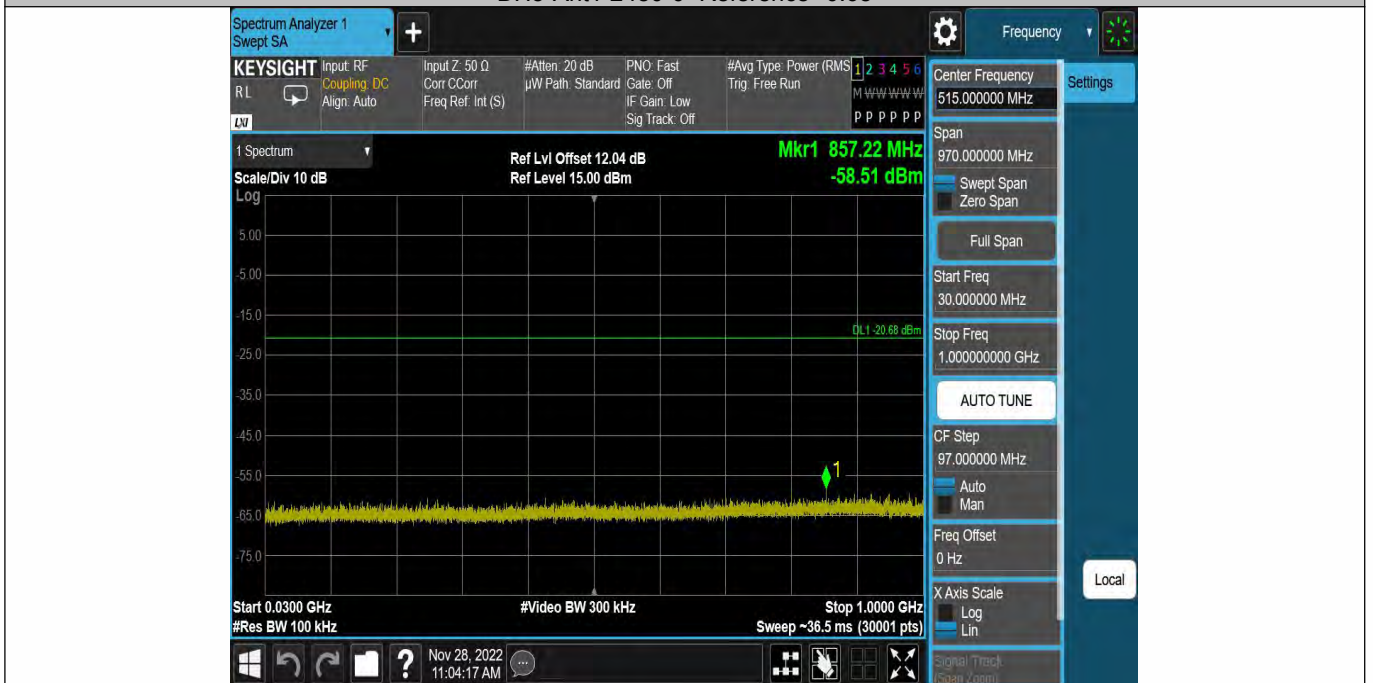 Spectrum Analyzer 1
Swept SA
+
Frequency
KEYSIGHT
RL
LXI
Input: RF
Coupling: DC
Align: Auto
Input Z: 50 Ω
Corr CCorr
Freq Ref: Int (S)
#Atten: 20 dB
µW Path: Standard
PNO: Fast
Gate: Off
IF Gain: Low
Sig Track: Off
#Avg Type: Power (RMS
Trig: Free Run
1 2 3 4 5 6
M W W W W W
P P P P P P
Settings
Center Frequency
515.000000 MHz
Span
970.000000 MHz
Swept Span
Zero Span
Full Span
Start Freq
30.000000 MHz
Stop Freq
1.000000000 GHz
AUTO TUNE
CF Step
97.000000 MHz
Auto
Man
Freq Offset
0 Hz
X Axis Scale
Log
Lin
Signal Track
(Span Zoom)
Local
1 Spectrum
Scale/Div 10 dB
Log
Ref Lvl Offset 12.04 dB
Ref Level 15.00 dBm
Mkr1 857.22 MHz
-58.51 dBm
5.00
-5.00
-15.0
DL1 -20.68 dBm
-25.0
-35.0
-45.0
-55.0
1
-65.0
-75.0
Start 0.0300 GHz
#Video BW 300 kHz
Stop 1.0000 GHz
#Res BW 100 kHz
Sweep ~36.5 ms (30001 pts)
?
Nov 28, 2022
11:04:17 AM